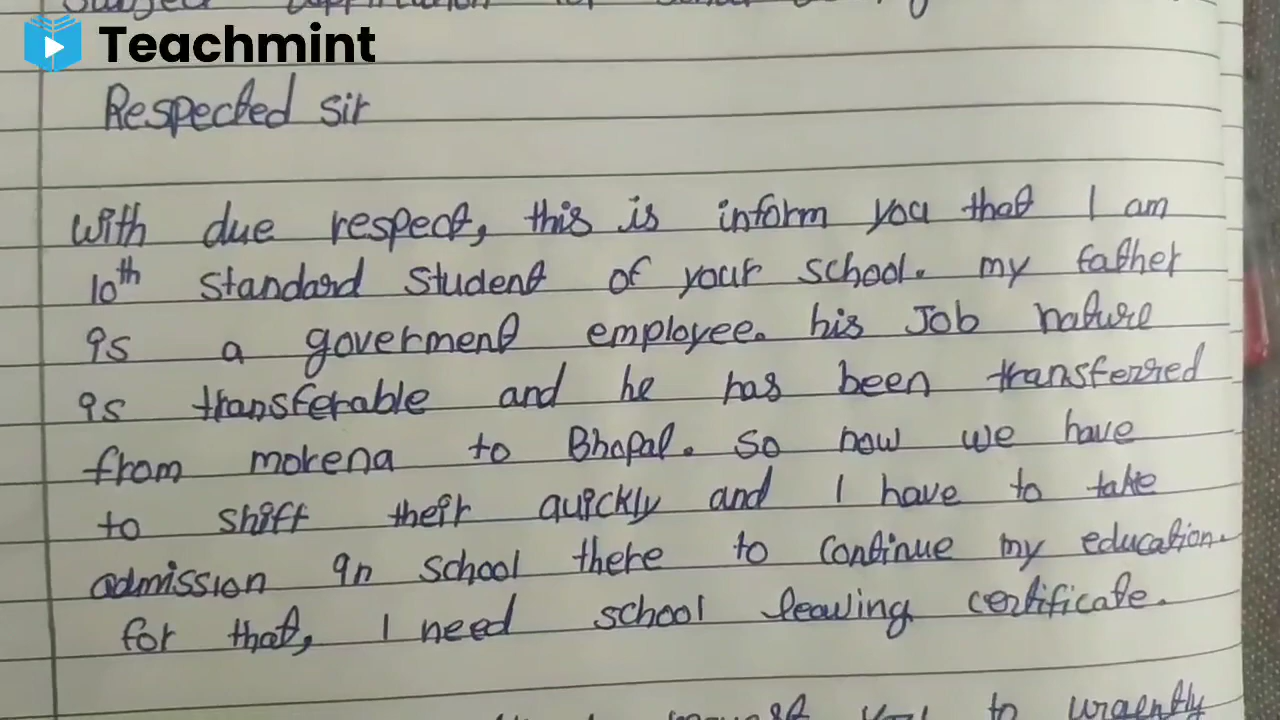 Teachmint
Respected sir
with due respect, this is inform you that I am
10th standard student of your school. my father
is a goverment employee. his Job nature
is transferable and he has been transferred
from morena to Bhopal. so now we have
to shift their quickly and I have to take
admission in school there to continue my education.
for that, I need school leaving certificate.
you to urgently